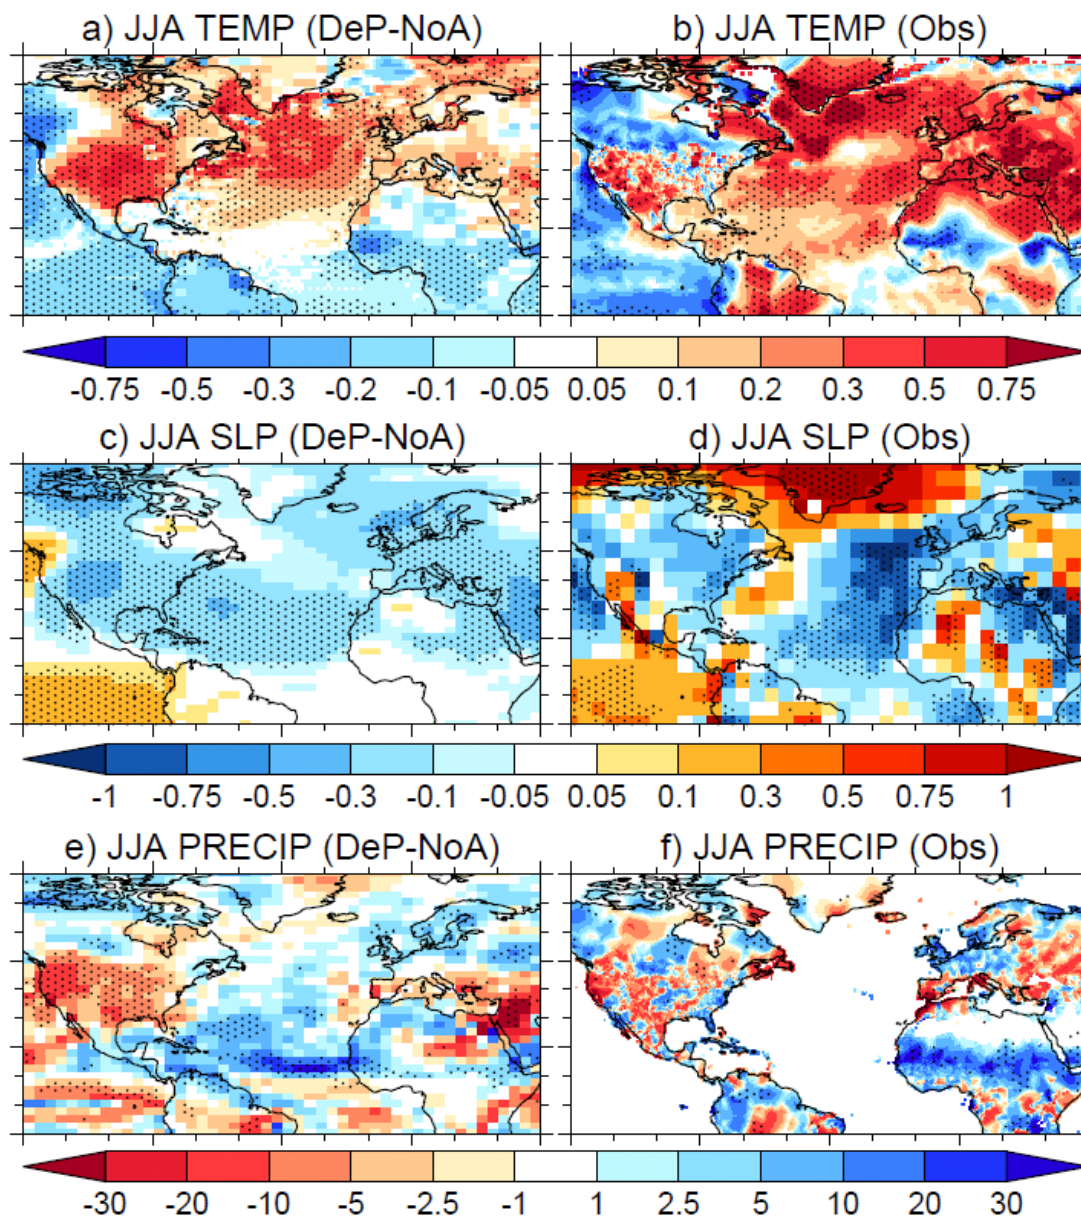 a) JJA TEMP (DeP-NoA) b) JJA TEMP (Obs)
-0.75 -0.5 -0.3 -0.2 -0.1 -0.05 0.05 0.1 0.2 0.3 0.5 0.75
c) JJA SLP (DeP-NoA) d) JJA SLP (Obs)
-1 -0.75 -0.5 -0.3 -0.1 -0.05 0.05 0.1 0.3 0.5 0.75 1
e) JJA PRECIP (DeP-NoA) f) JJA PRECIP (Obs)
-30 -20 -10 -5 -2.5 -1 1 2.5 5 10 20 30